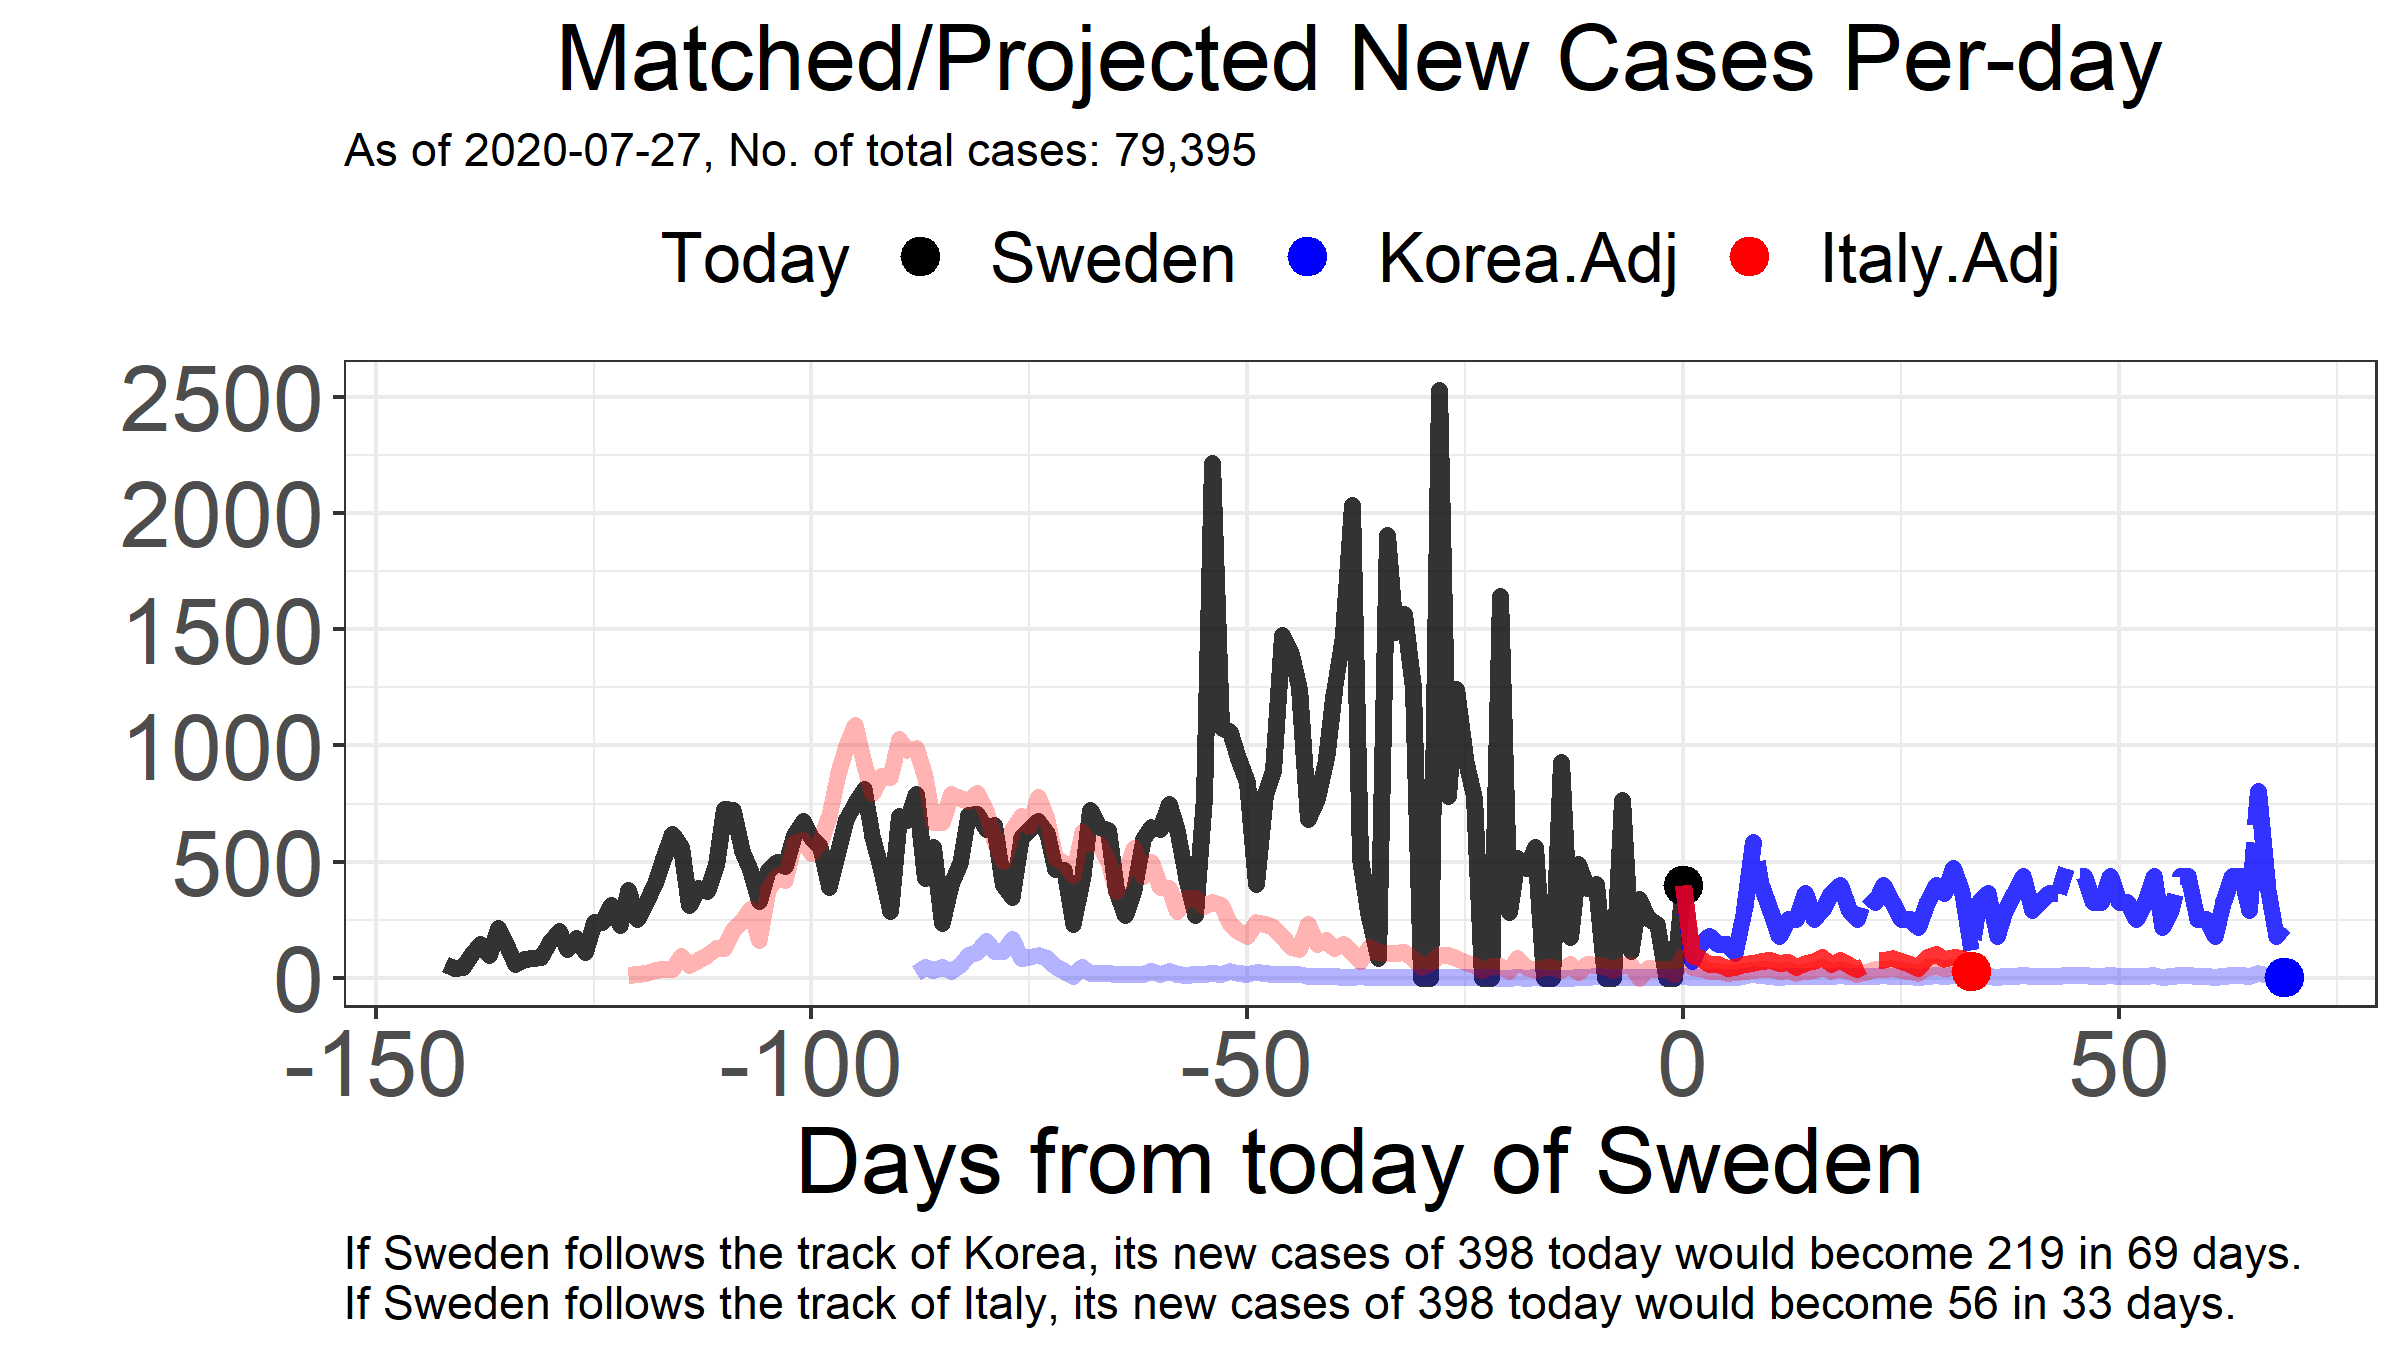 Matched/Projected New Cases Per-day
As of 2020-07-27, No. of total cases: 79,395
Today Sweden Korea.Adj Italy.Adj
2500
2000
1500
1000
500
0
-150 -100 -50 0 50
Days from today of Sweden
If Sweden follows the track of Korea, its new cases of 398 today would become 219 in 69 days.
If Sweden follows the track of Italy, its new cases of 398 today would become 56 in 33 days.